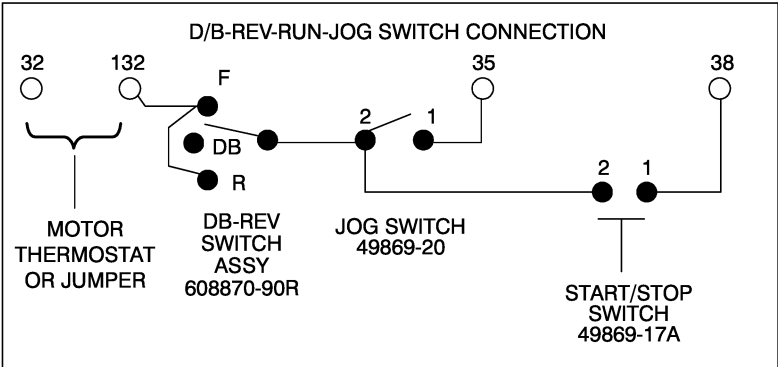 D/B-REV-RUN-JOG SWITCH CONNECTION
32
132
35
38
F
DB
R
2
1
2
1
MOTOR
THERMOSTAT
OR JUMPER
DB-REV
SWITCH
ASSY
608870-90R
JOG SWITCH
49869-20
START/STOP
SWITCH
49869-17A